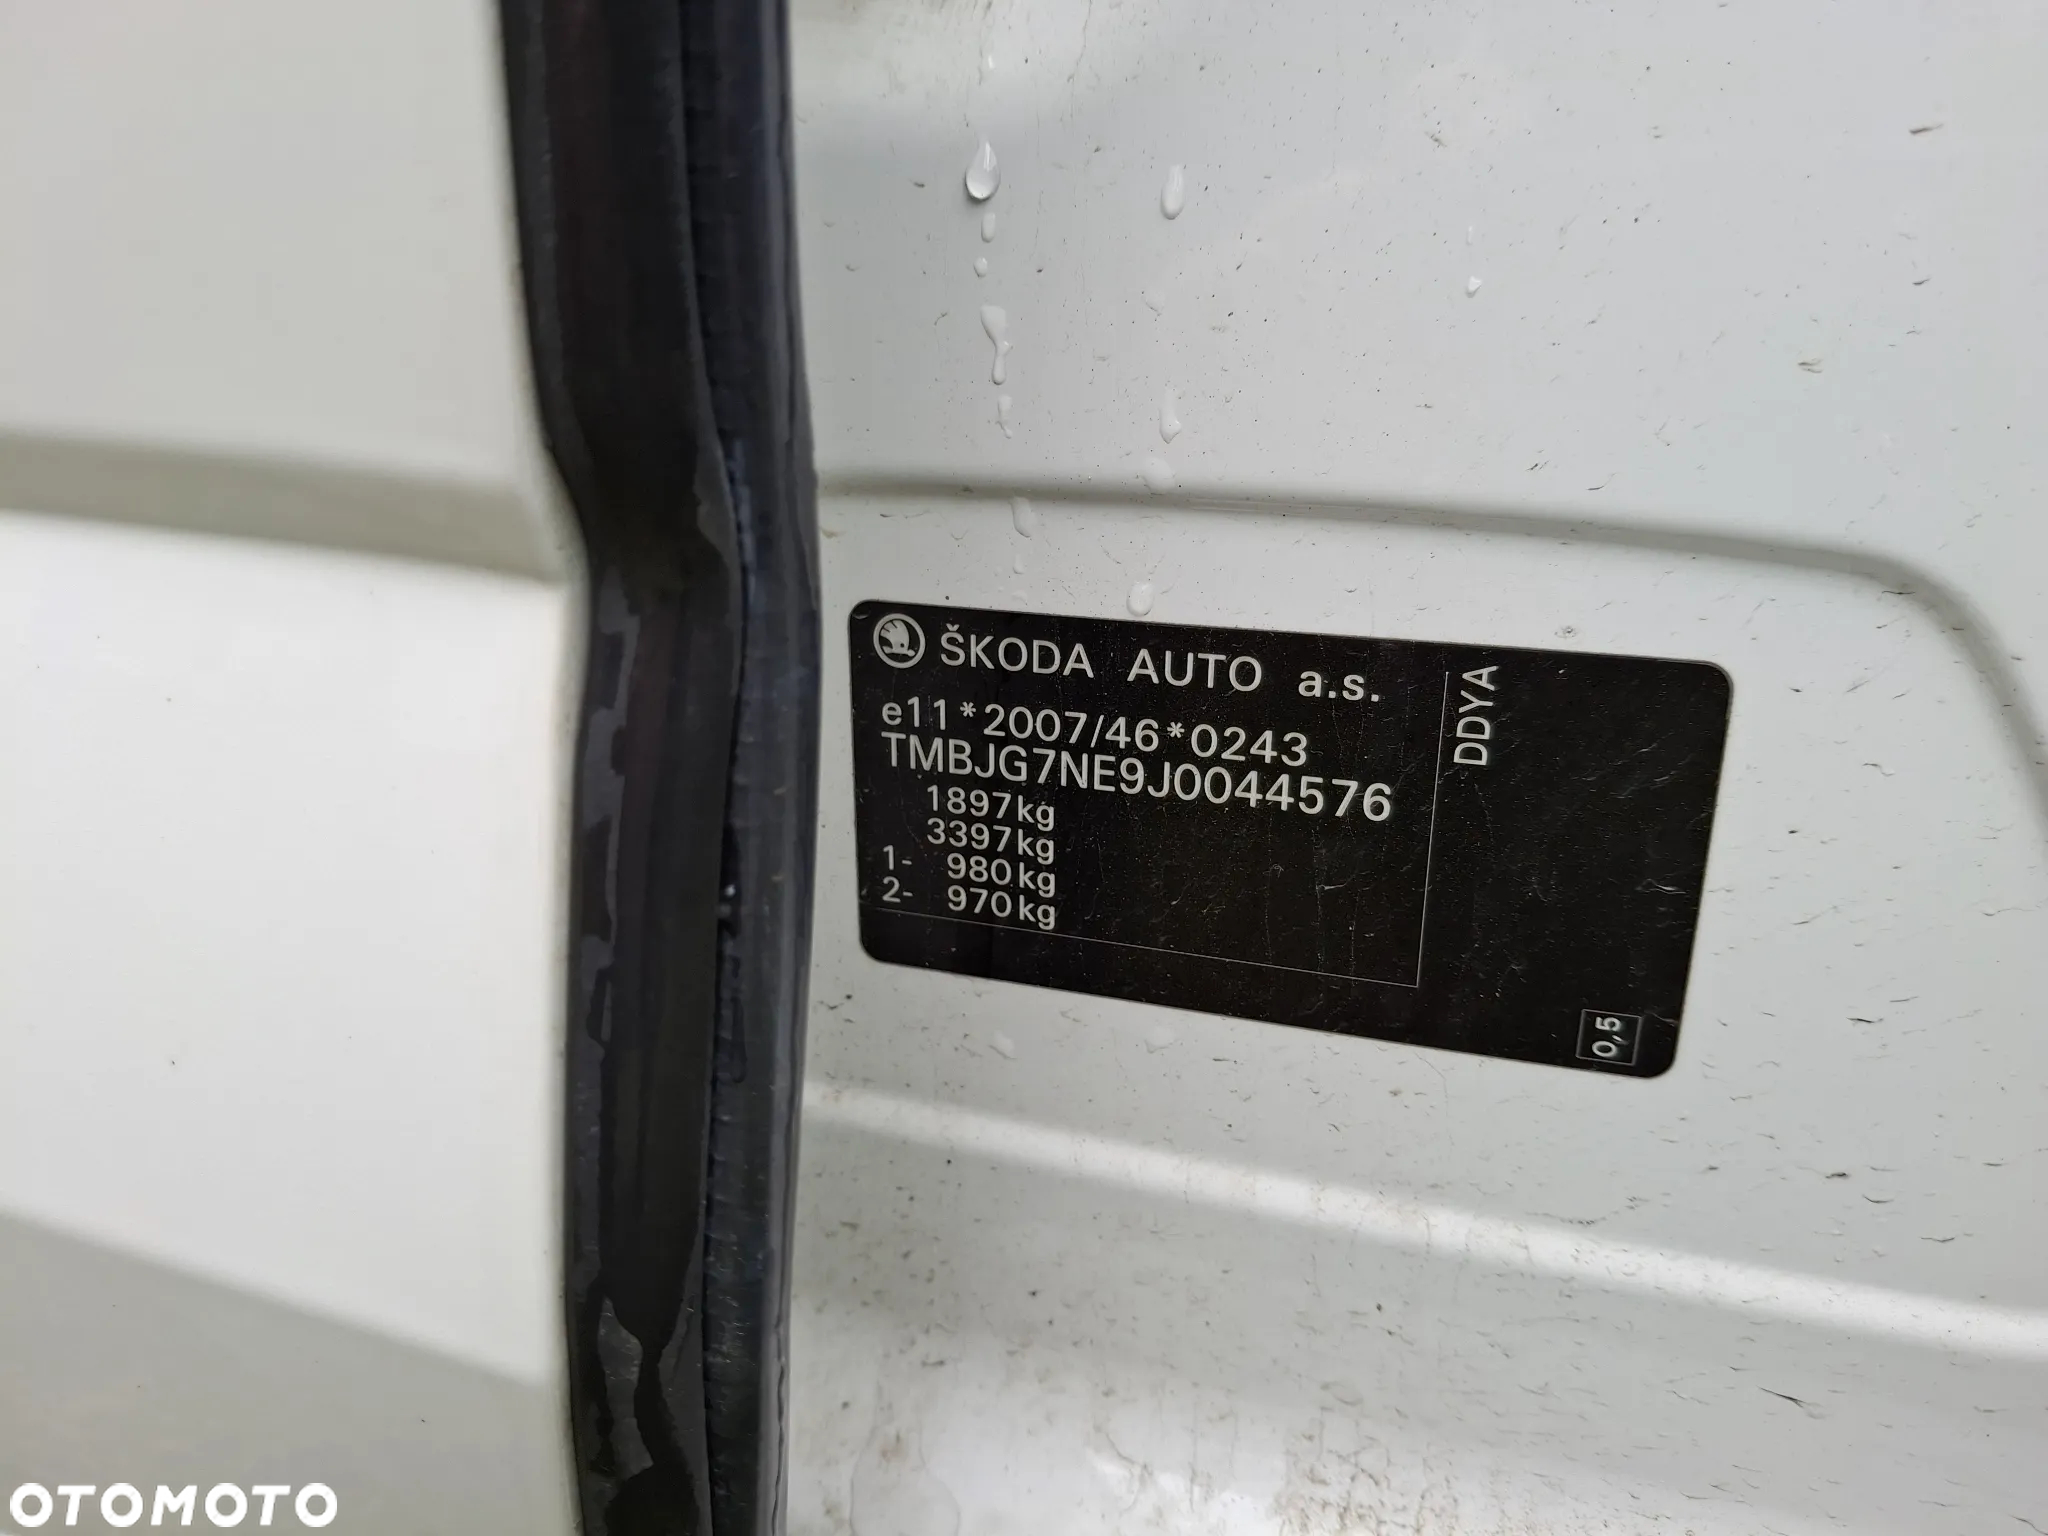 ŠKODA AUTO a.s.
e11*2007/46*0243
TMBJG7NE9J0044576
1897kg
3397kg
1- 980kg
2- 970kg
DDYA
0,5
OTOMOTO